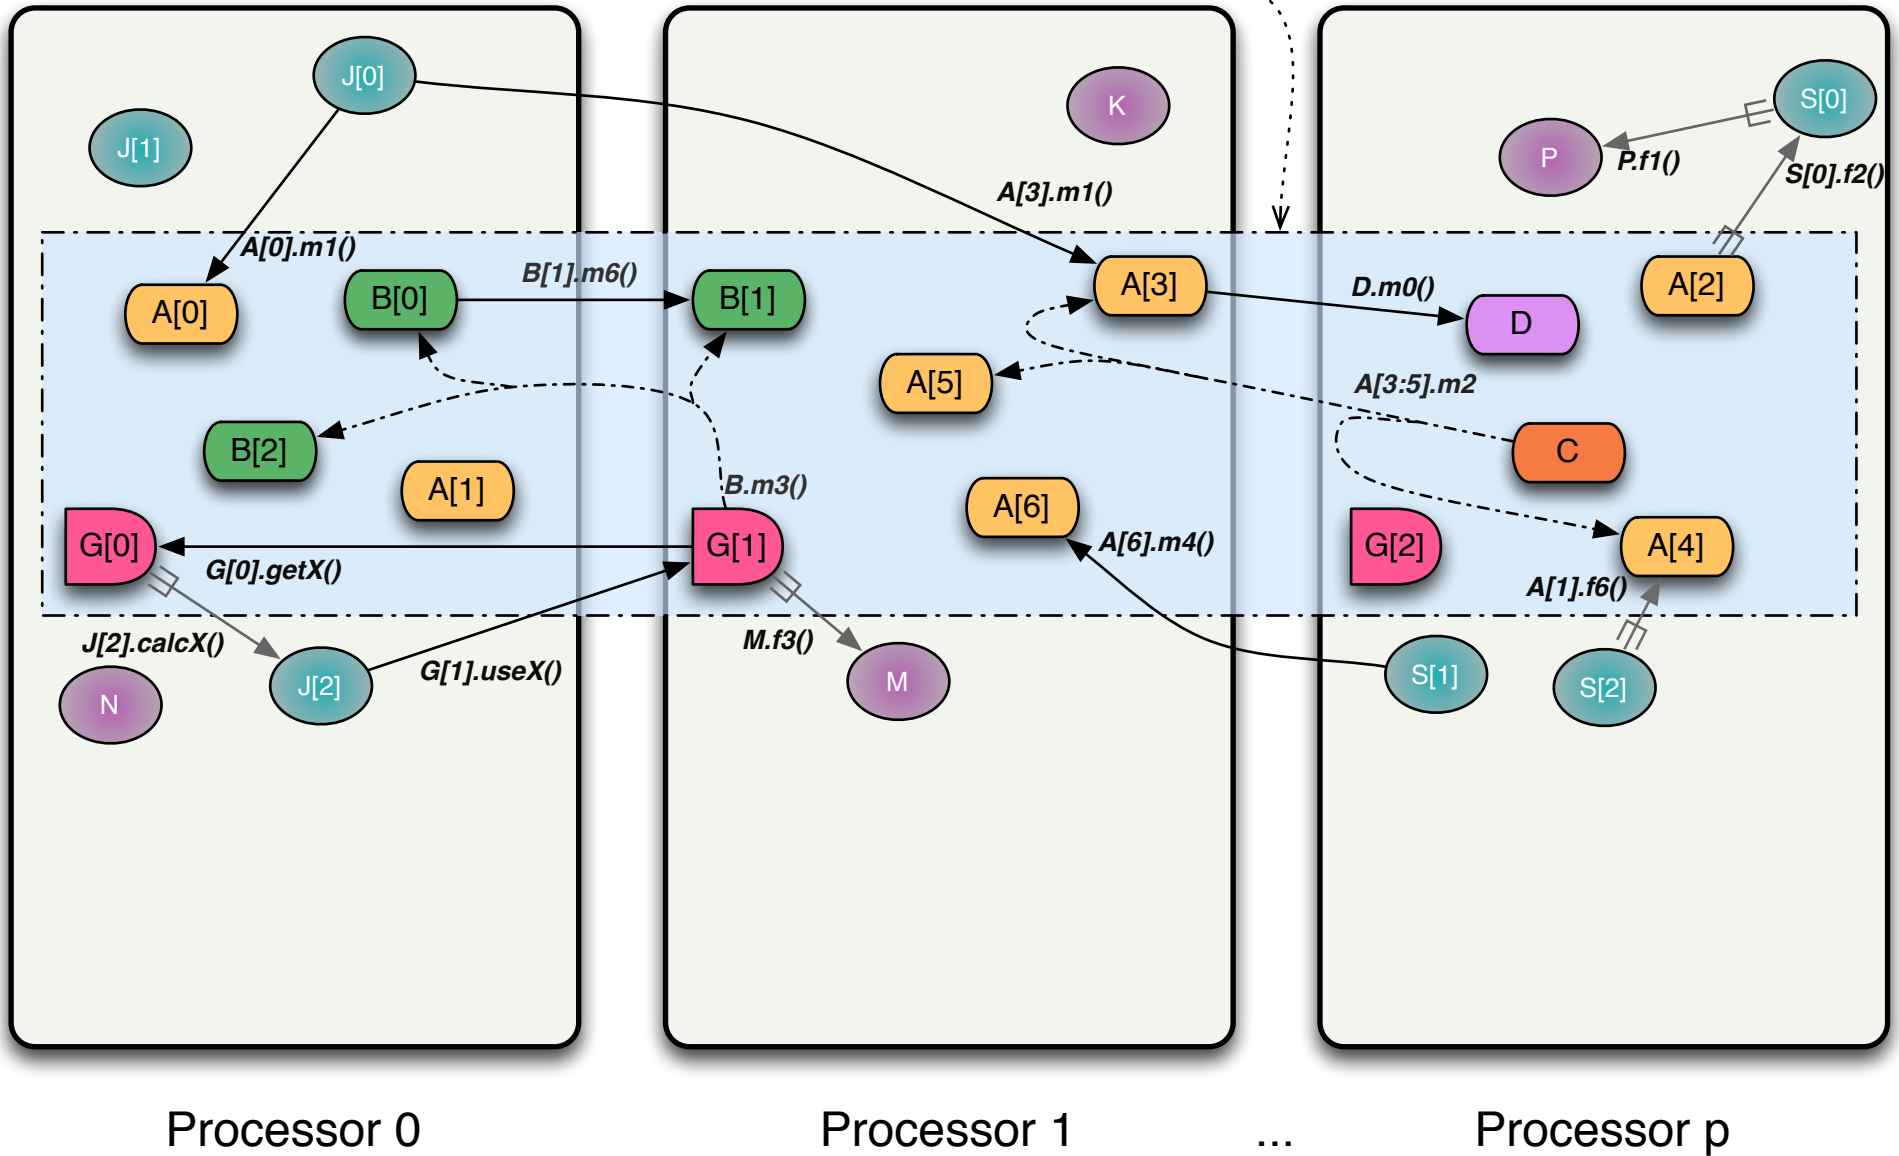 J[0]
K
S[0]
J[1]
P
P.f1()
S[0].f2()
A[3].m1()
A[0].m1()
B[1].m6()
A[0]
B[0]
B[1]
A[3]
D.m0()
A[2]
D
A[5]
A[3:5].m2
B[2]
C
A[1]
B.m3()
A[6]
A[6].m4()
G[0]
G[1]
G[2]
A[4]
G[0].getX()
A[1].f6()
J[2].calcX()
M.f3()
G[1].useX()
N
J[2]
M
S[1]
S[2]
Processor 0
Processor 1
...
Processor p